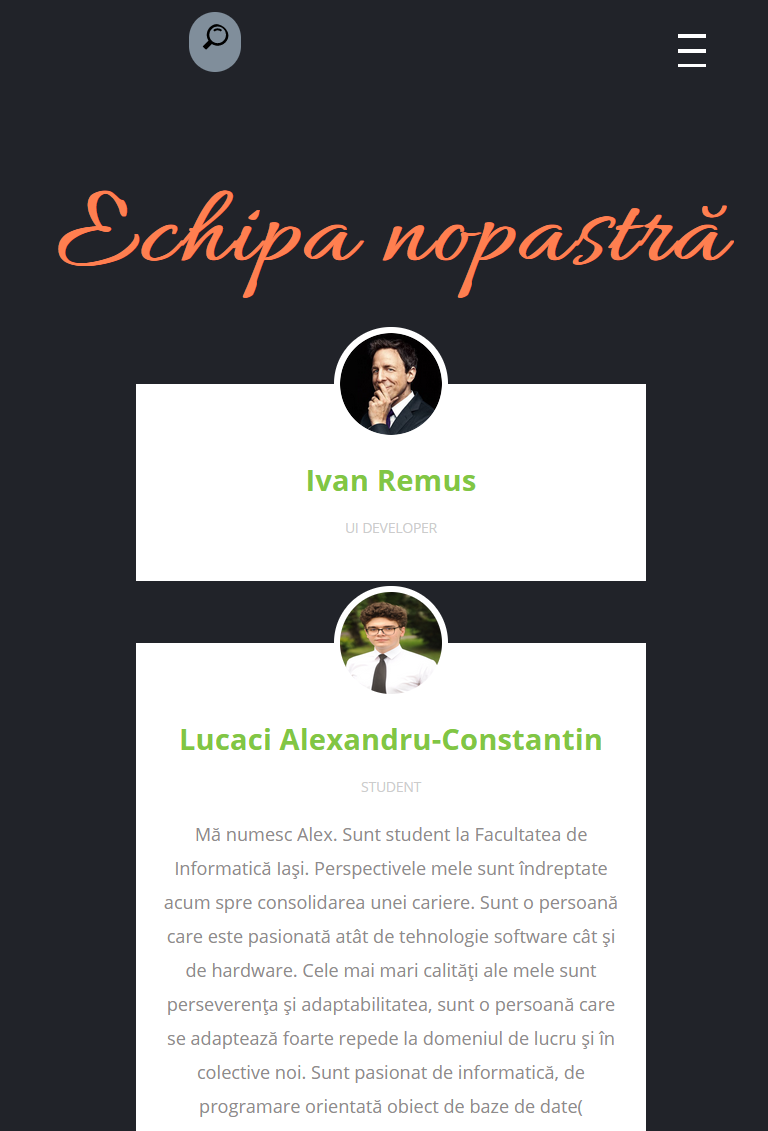 Echipa nopastră
Ivan Remus
UI DEVELOPER
Lucaci Alexandru-Constantin
STUDENT
Mă numesc Alex. Sunt student la Facultatea de
Informatică Iaşi. Perspectivele mele sunt îndreptate
acum spre consolidarea unei cariere. Sunt o persoană
care este pasionată atât de tehnologie software cât şi
de hardware. Cele mai mari calităţi ale mele sunt
perseverenţa şi adaptabilitatea, sunt o persoană care
se adaptează foarte repede la domeniul de lucru şi în
colective noi. Sunt pasionat de informatică, de
programare orientată obiect de baze de date(